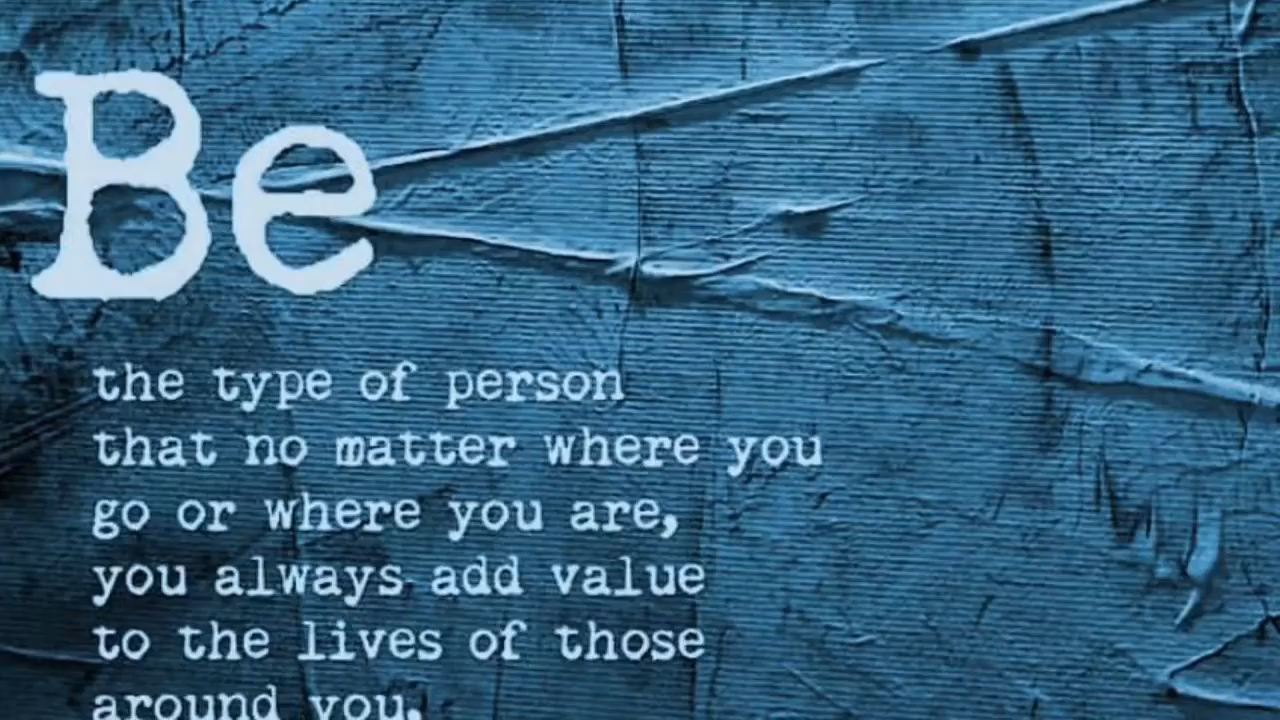 Be
the type of person
that no matter where you
go or where you are,
you always add value
to the lives of those
around you.